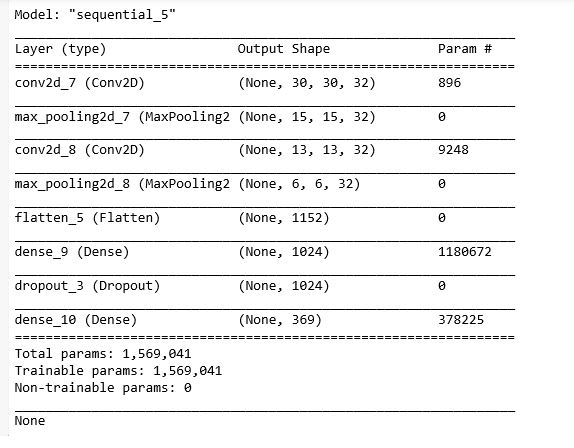 Model: "sequential_5"
Layer (type) Output Shape Param #
conv2d_7 (Conv2D) (None, 30, 30, 32) 896
max_pooling2d_7 (MaxPooling2 (None, 15, 15, 32) 0
conv2d_8 (Conv2D) (None, 13, 13, 32) 9248
max_pooling2d_8 (MaxPooling2 (None, 6, 6, 32) 0
flatten_5 (Flatten) (None, 1152) 0
dense_9 (Dense) (None, 1024) 1180672
dropout_3 (Dropout) (None, 1024) 0
dense_10 (Dense) (None, 369) 378225
Total params: 1,569,041
Trainable params: 1,569,041
Non-trainable params: 0
None